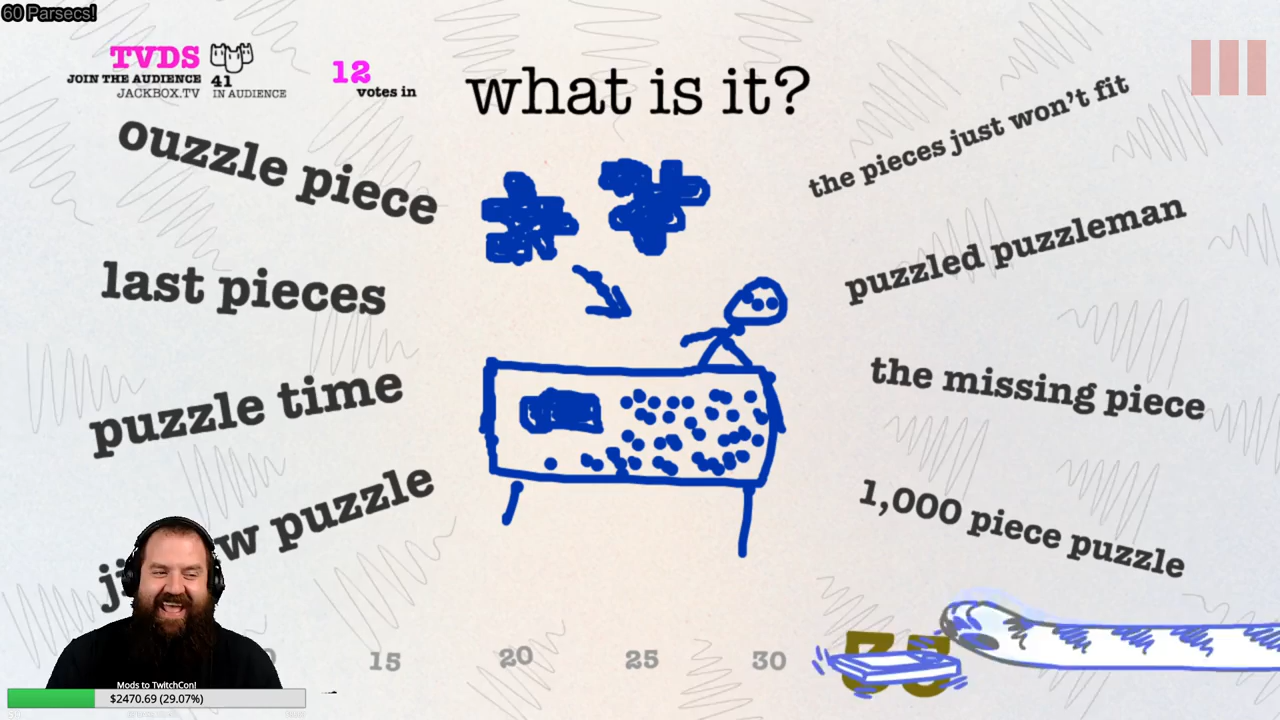 60 Parsecs!
TVDS
JOIN THE AUDIENCE
JACKBOX.TV
41
IN AUDIENCE
12
votes in
what is it?
ouzzle piece
last pieces
puzzle time
puzzle
the pieces just won't fit
puzzled puzzleman
the missing piece
1,000 piece puzzle
15
20
25
30
Mods to TwitchCon!
$2470.69 (29.07%)